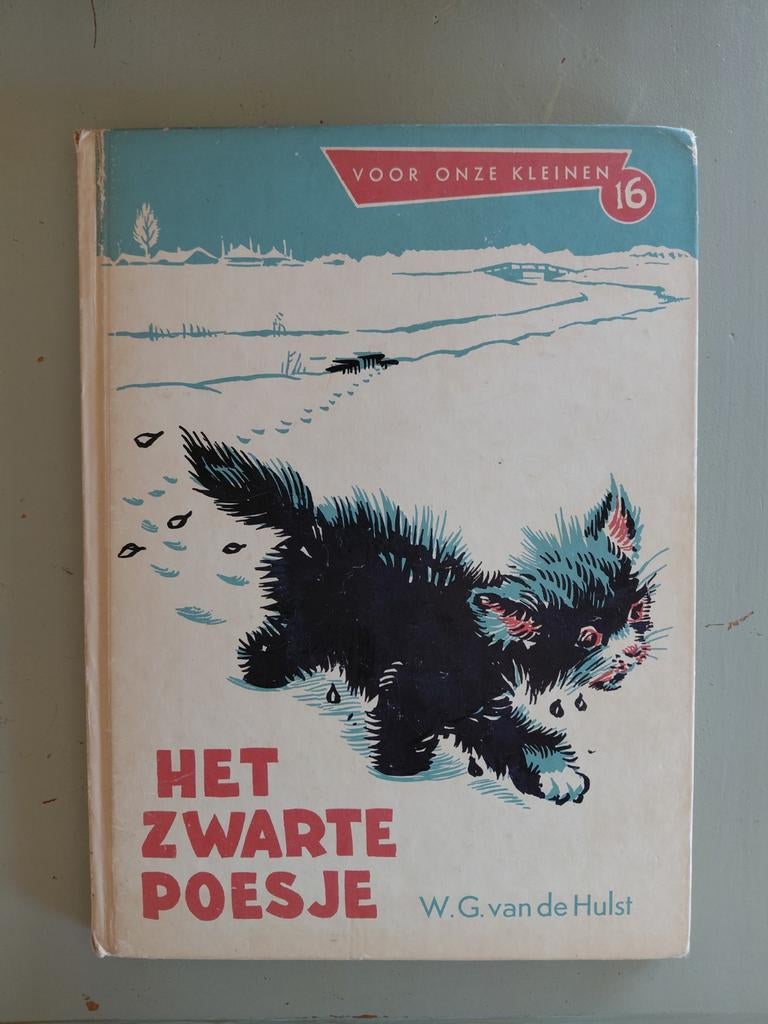 VOOR ONZE KLEINEN
16
HET
ZWARTE
POESJE
W.G. van de Hulst